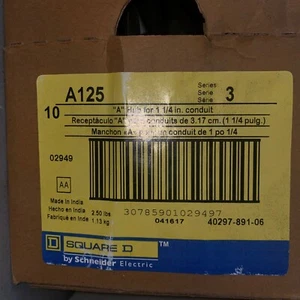 A125
Series
Série
Serie
3
10
"A" Hub for 1 1/4 in. conduit
Receptáculo "A" conduits de 3.17 cm. (1 1/4 pulg.)
Manchon «A» un conduit de 1 po 1/4
02949
AA
Made in India
Hecho en India
Fabriqué en Inde
2.50 lbs
1.13 kg
30785901029497
041617
40297-891-06
D SQUARE D™
by Schneider Electric